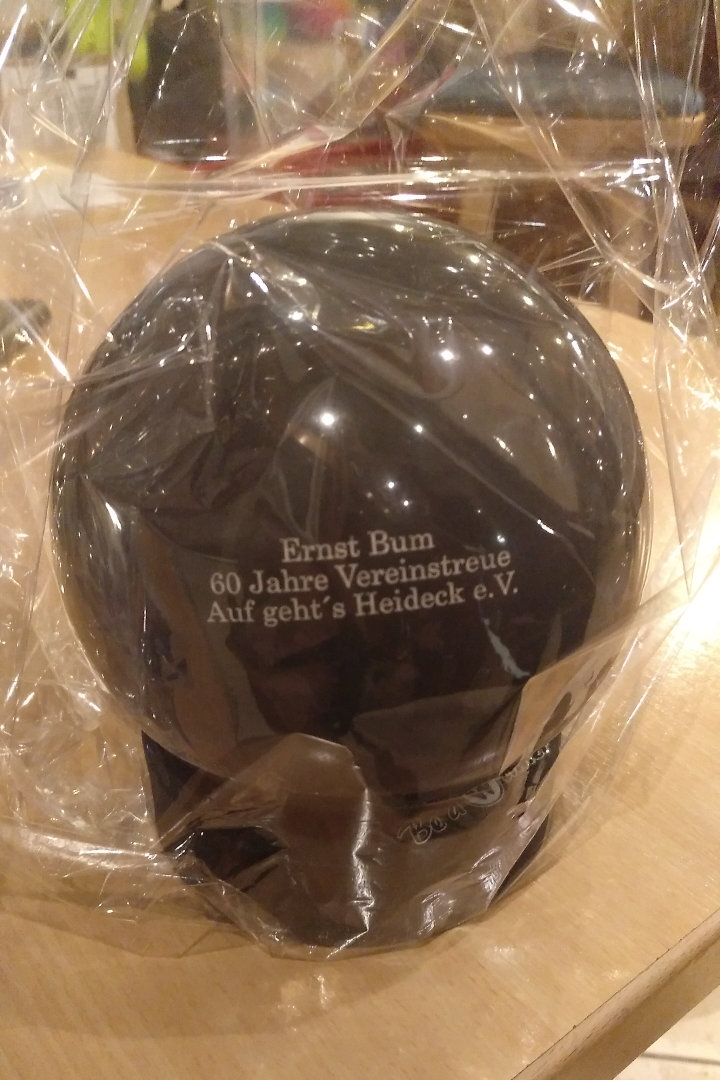 Ernst Bum
60 Jahre Vereinstreue
Auf geht´s Heideck e.V.